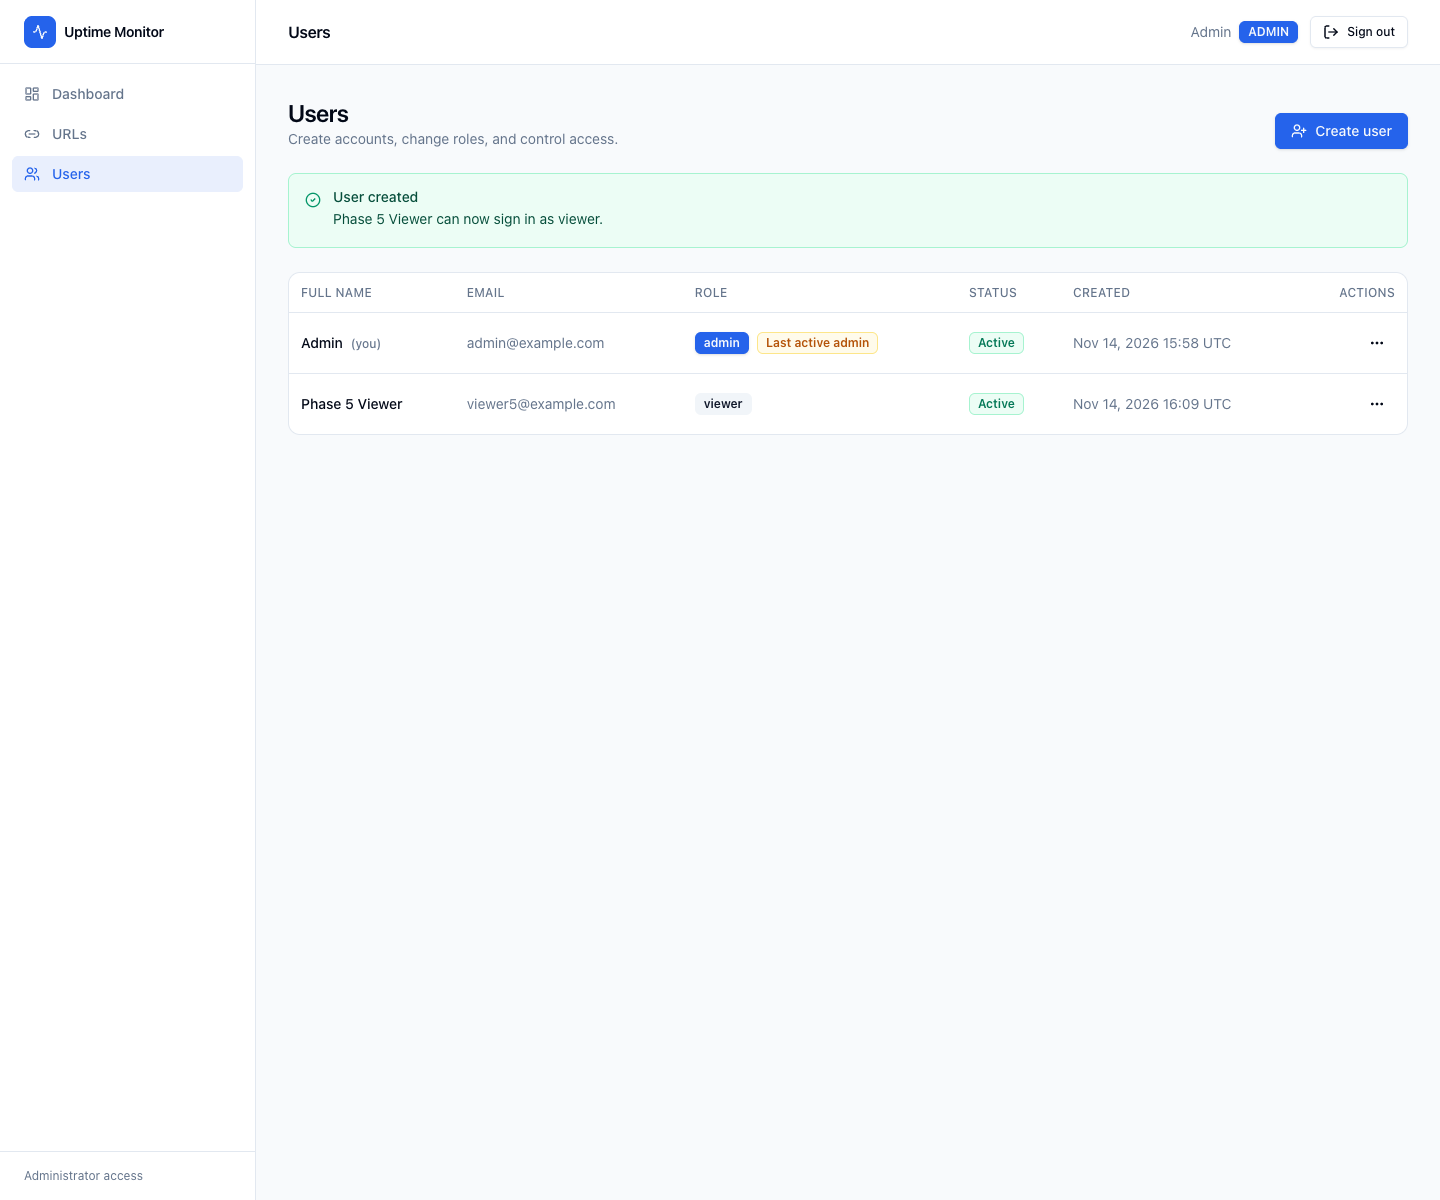 Uptime Monitor
Users
Admin ADMIN Sign out
Dashboard
URLs
Users
Users
Create accounts, change roles, and control access.
Create user
User created
Phase 5 Viewer can now sign in as viewer.
FULL NAME EMAIL ROLE STATUS CREATED ACTIONS
Admin (you) admin@example.com admin Last active admin Active Nov 14, 2026 15:58 UTC
Phase 5 Viewer viewer5@example.com viewer Active Nov 14, 2026 16:09 UTC
Administrator access